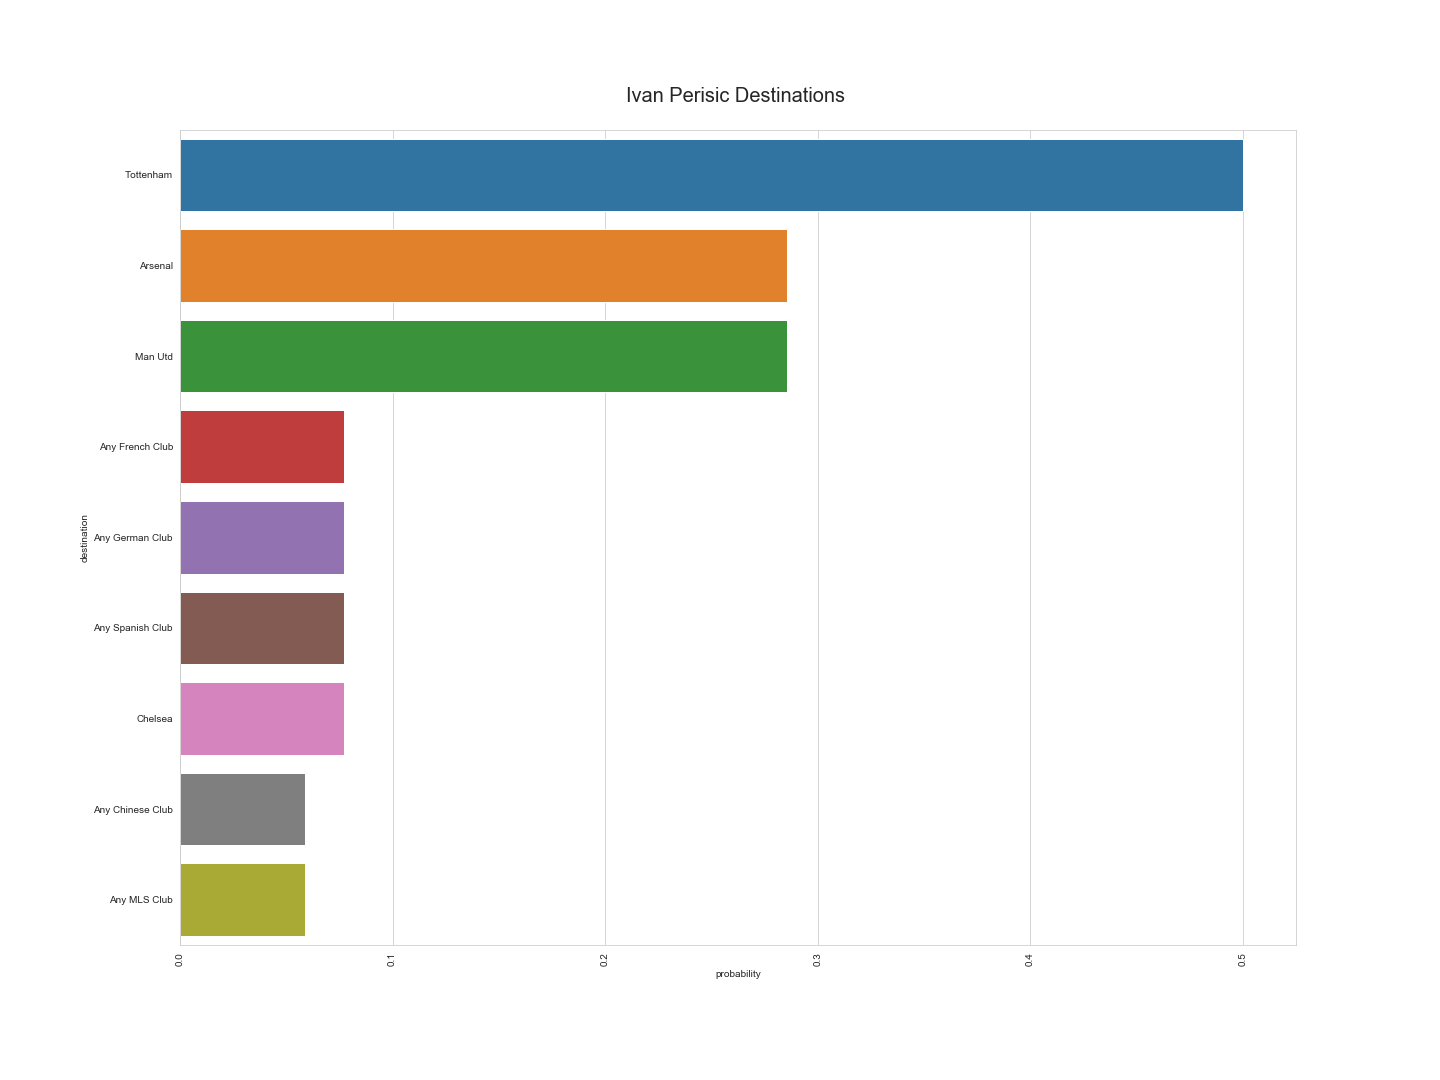 Ivan Perisic Destinations
Tottenham
Arsenal
Man Utd
Any French Club
Any German Club
Any Spanish Club
Chelsea
Any Chinese Club
Any MLS Club
destination
0.0 0.1 0.2 0.3 0.4 0.5
probability